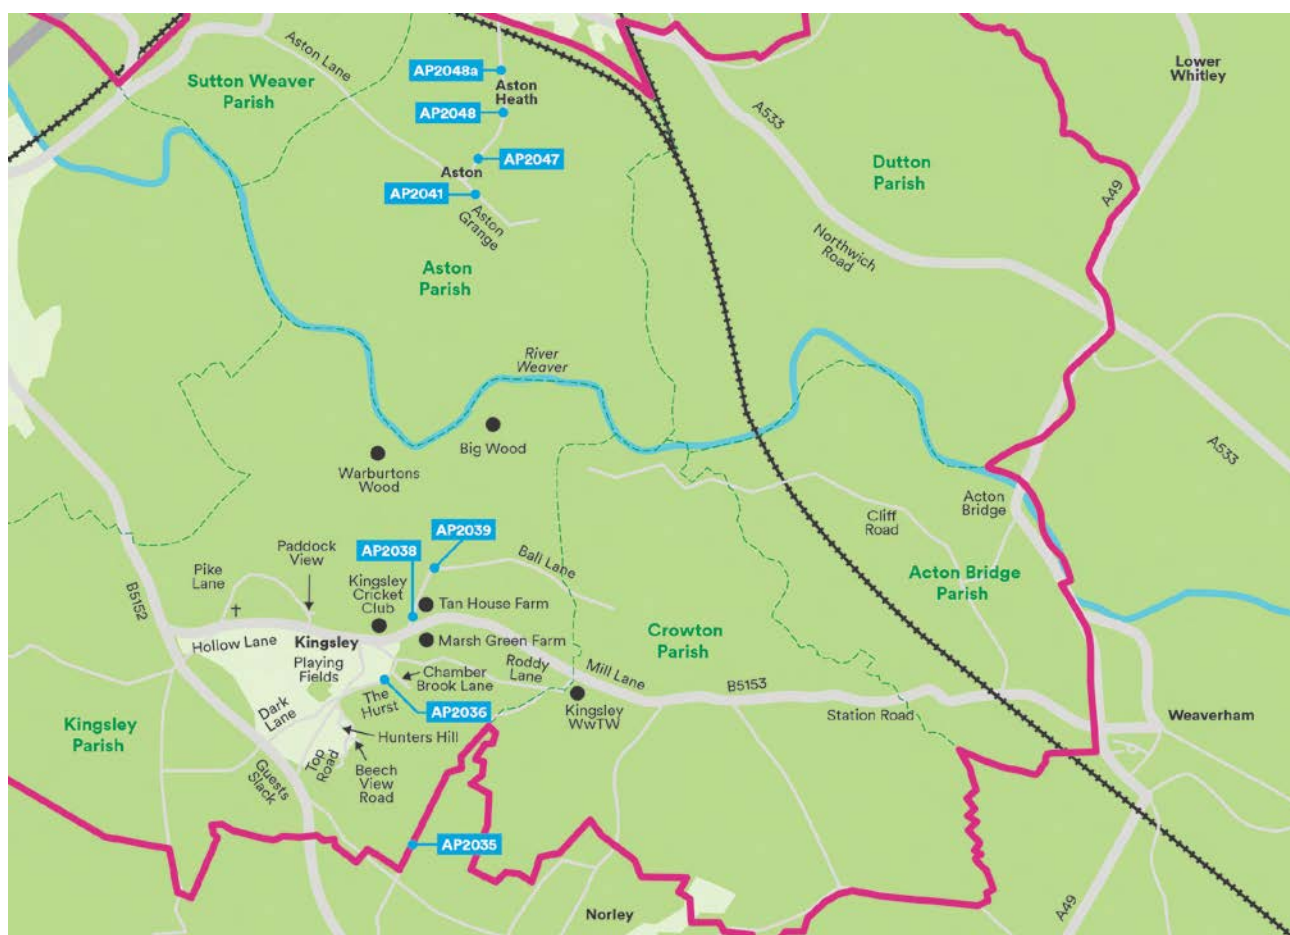 Aston Lane
Sutton Weaver
Parish
AP2048a
Aston
Heath
AP2048
AP2047
Aston
AP2041
Aston
Grange
Lower
Whitley
A533
A49
Dutton
Parish
Northwich
Road
Aston
Parish
River
Weaver
Big Wood
Warburtons
Wood
A533
Acton
Bridge
Cliff
Road
Acton Bridge
Parish
AP2039
AP2038
Paddock
View
Pike
Lane
Kingsley
Cricket
Club
Ball Lane
B5152
Tan House Farm
Hollow Lane
Kingsley
Marsh Green Farm
Playing
Fields
Crowton
Parish
Roddy
Lane
Mill Lane
Chamber
Brook Lane
The
Hurst
Dark
Lane
AP2036
Kingsley
WwTW
B5153
Station Road
Weaverham
Kingsley
Parish
Hunters Hill
Top
Road
Guests
Slack
Beech
View
Road
AP2035
Norley
A49